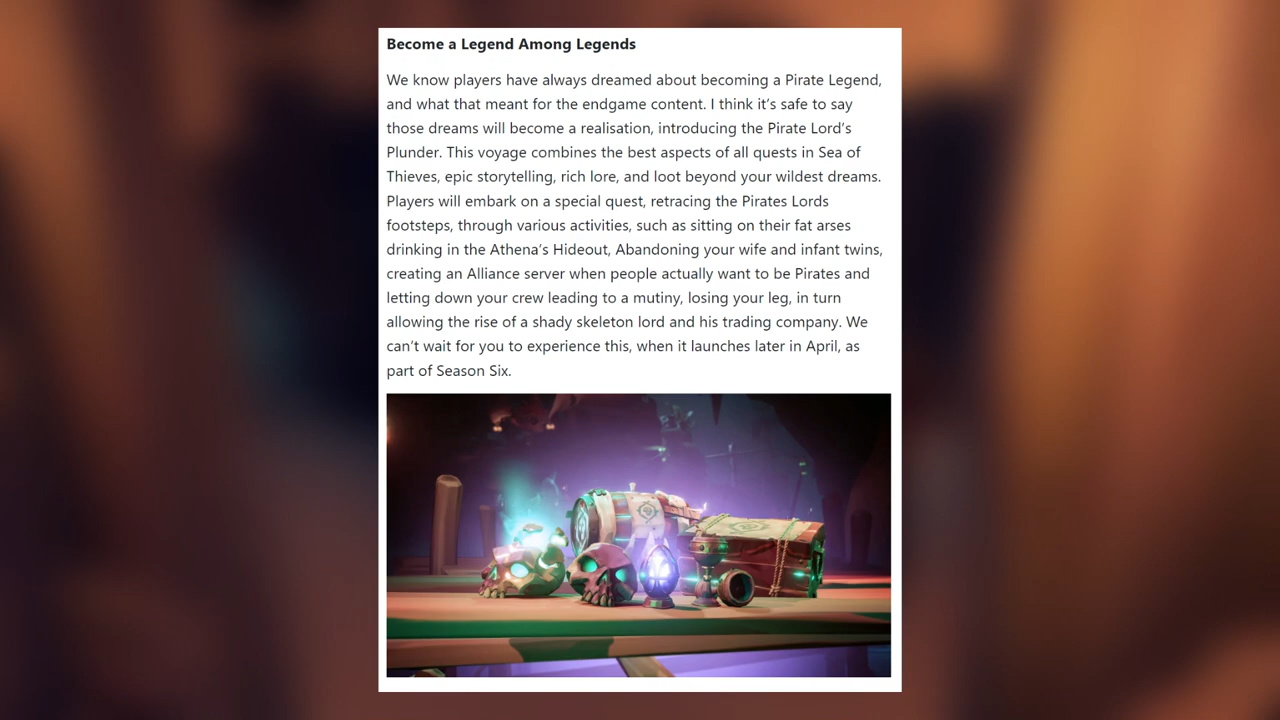 Become a Legend Among Legends
We know players have always dreamed about becoming a Pirate Legend,
and what that meant for the endgame content. I think it’s safe to say
those dreams will become a realisation, introducing the Pirate Lord’s
Plunder. This voyage combines the best aspects of all quests in Sea of
Thieves, epic storytelling, rich lore, and loot beyond your wildest dreams.
Players will embark on a special quest, retracing the Pirates Lords
footsteps, through various activities, such as sitting on their fat arses
drinking in the Athena’s Hideout, Abandoning your wife and infant twins,
creating an Alliance server when people actually want to be Pirates and
letting down your crew leading to a mutiny, losing your leg, in turn
allowing the rise of a shady skeleton lord and his trading company. We
can’t wait for you to experience this, when it launches later in April, as
part of Season Six.